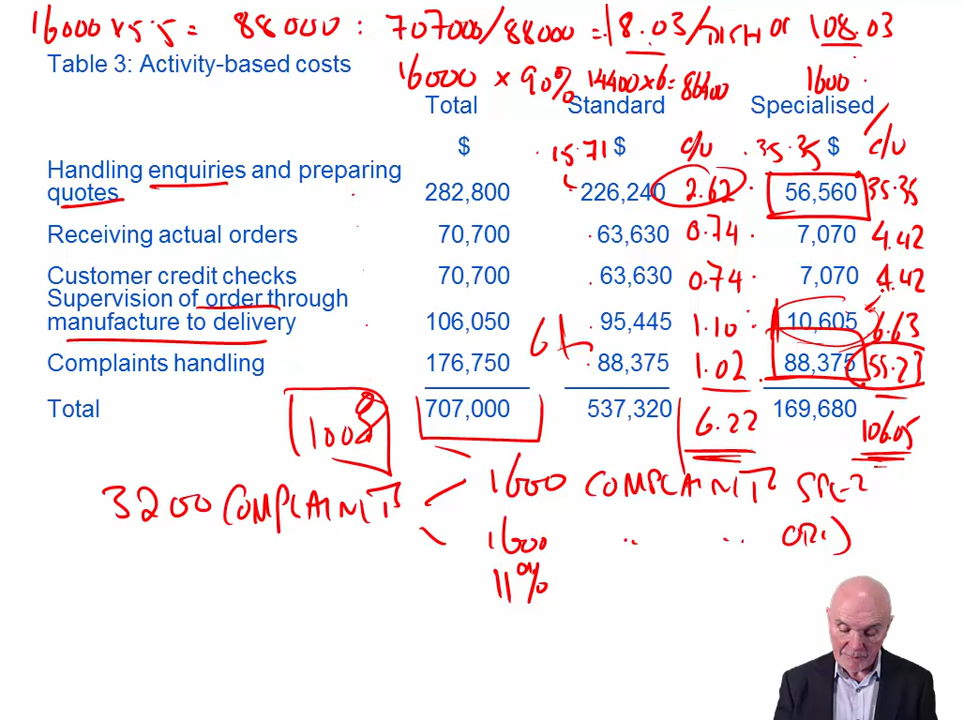 16000 x 5.5 = 88000 : 707000/88000 = 8.03/DISH or 108.03
Table 3: Activity-based costs
16000 x 90% 14400 x 6 = 86400 1600
Total Standard Specialised
$ 15.71 $ c/u 35.35 $ c/u
Handling enquiries and preparing
quotes 282,800 226,240 2.62 56,560 35.35
Receiving actual orders 70,700 63,630 0.74 7,070 4.42
Customer credit checks 70,700 63,630 0.74 7,070 4.42
Supervision of order through
manufacture to delivery 106,050 95,445 1.10 10,605 6.63
Complaints handling 176,750 88,375 1.02 88,375 55.23
Total 707,000 537,320 6.22 169,680 106.05
3200 COMPLAINTS 1600 COMPLAINTS
1600 " "
11%